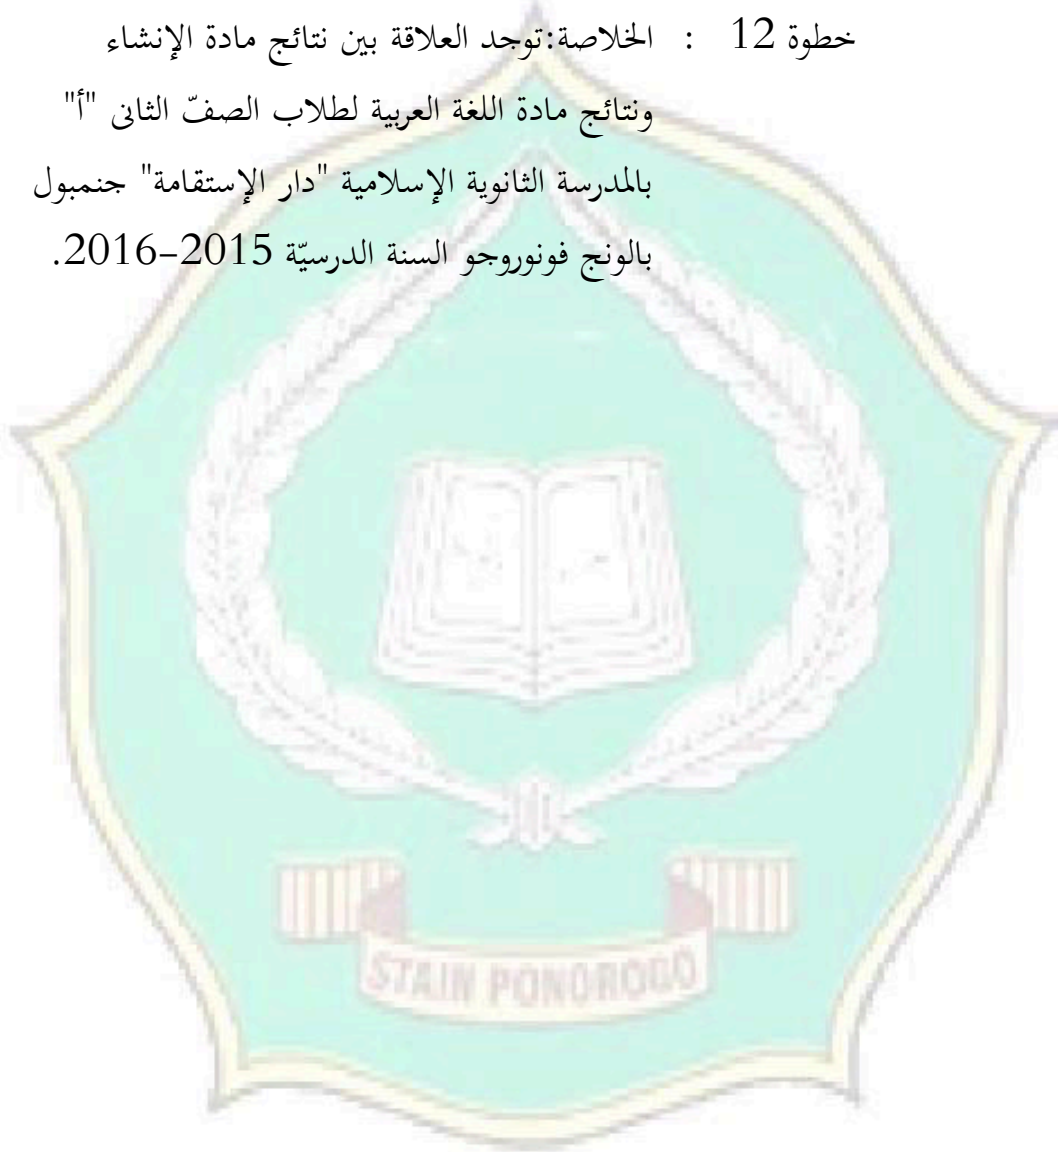 خطوة 12 : الخلاصة:توجد العلاقة بين نتائج مادة الإنشاء
ونتائج مادة اللغة العربية لطلاب الصفّ الثانى "أ"
بالمدرسة الثانوية الإسلامية "دار الإستقامة" جنمبول
بالونج فونوروجو السنة الدرسيّة 2015-2016.
STAIN PONOROGO